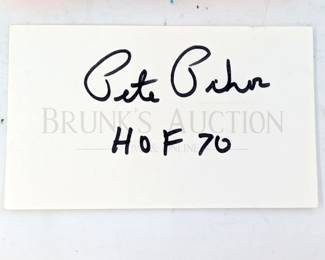 Pete Pihos
BRUNK'S AUCTION
HOF 70